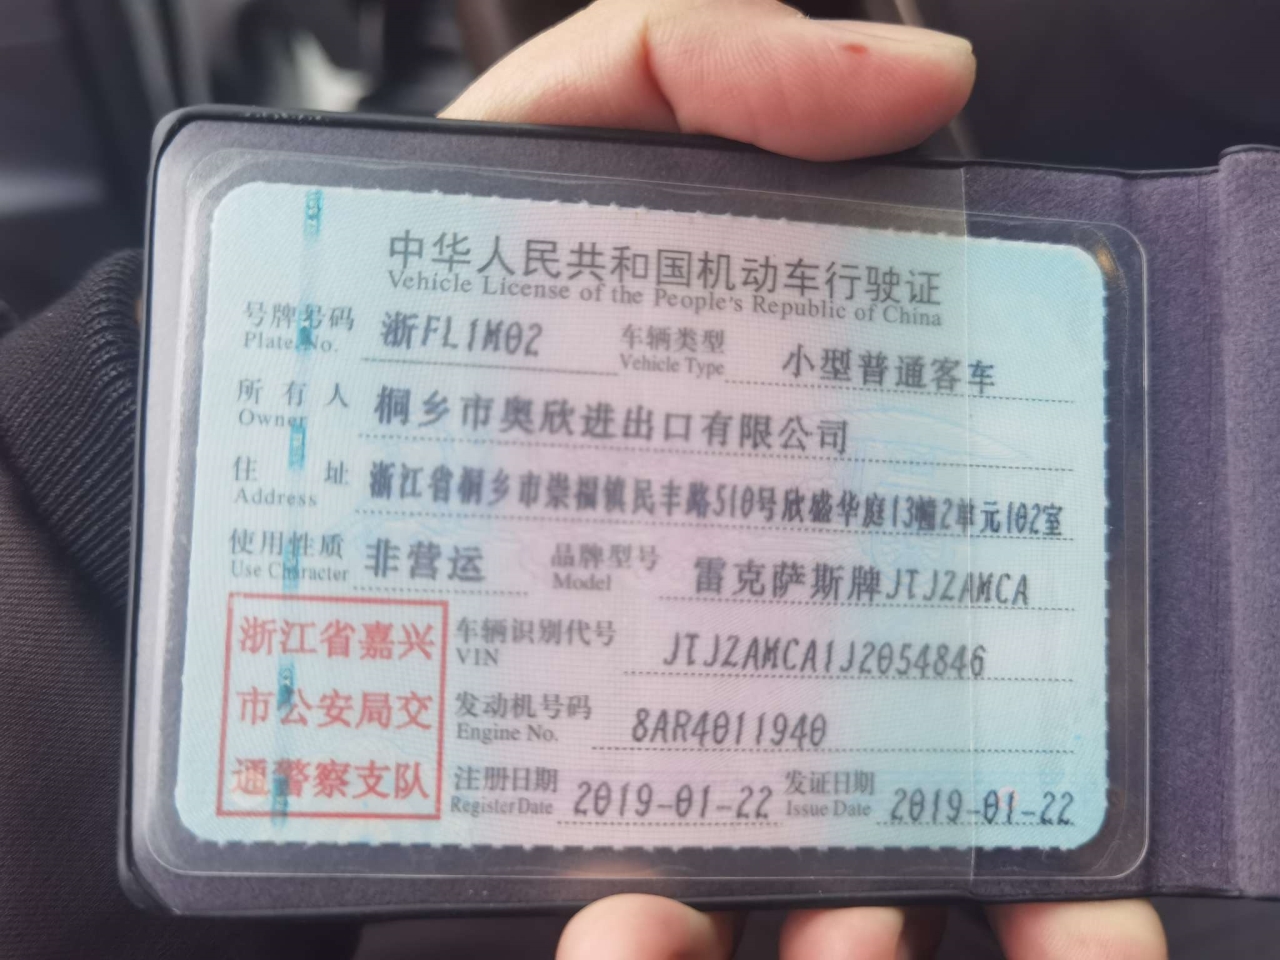 中华人民共和国机动车行驶证
Vehicle License of the People's Republic of China
号牌号码 浙FL1M02 车辆类型 小型普通客车
Plate No. Vehicle Type
所有人 桐乡市奥欣进出口有限公司
Owner
住址 浙江省桐乡市崇福镇民丰路510号欣盛华庭13幢2单元102室
Address
使用性质 非营运 品牌型号 雷克萨斯牌JTJZAMCA
Use Character Model
浙江省嘉兴
市公安局交
通警察支队
车辆识别代号 JTJZAMCA1J2054846
VIN
发动机号码 8AR4011940
Engine No.
注册日期 2019-01-22 发证日期 2019-01-22
Register Date Issue Date